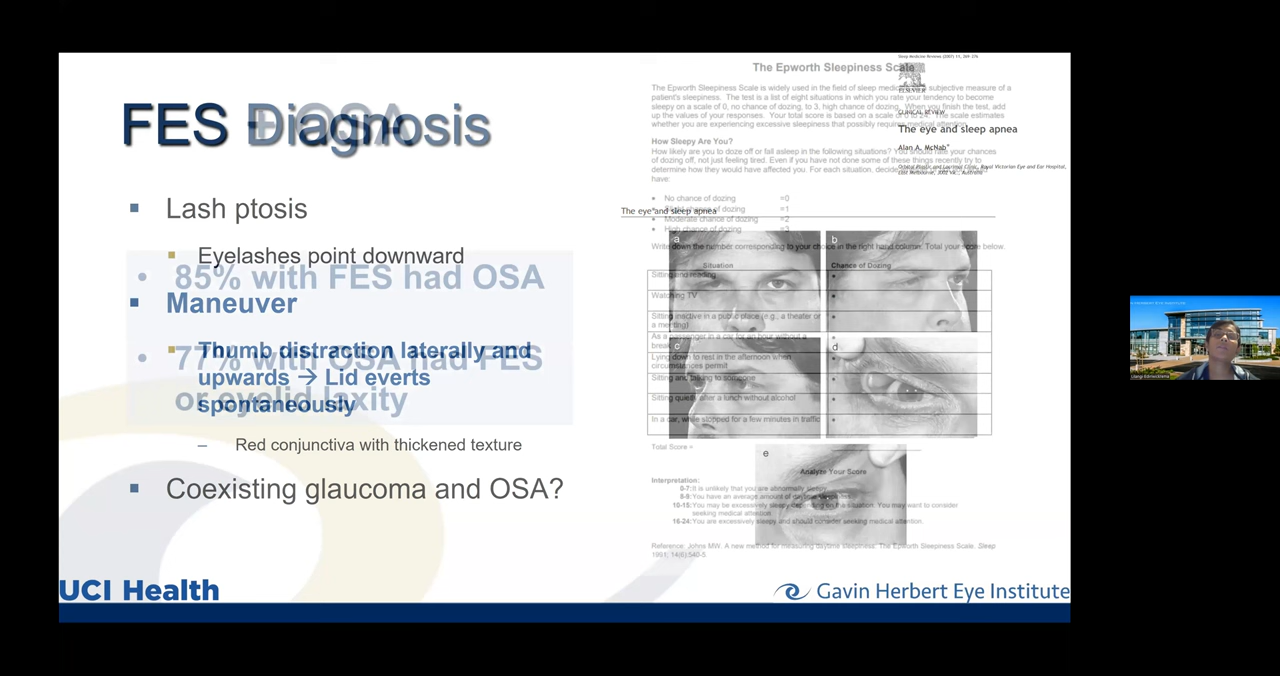 FES Diagnosis
OSA
Lash ptosis
Eyelashes point downward
85% with FES had OSA
Maneuver
Thumb distraction laterally and
upwards → Lid everts
spontaneously
77% with OSA had FES
or eyelid laxity
Red conjunctiva with thickened texture
Coexisting glaucoma and OSA?
The Epworth Sleepiness Scale
The Epworth Sleepiness Scale is widely used in the field of sleep medicine as a subjective measure of a
patient's sleepiness. The test is a list of eight situations in which you rate your tendency to become
sleepy on a scale of 0, no chance of dozing, to 3, high chance of dozing. When you finish the test, add
up the values of your responses. Your total score is based on a scale of 0 to 24. The scale estimates
whether you are experiencing excessive sleepiness that possibly requires medical attention.
How Sleepy Are You?
How likely are you to doze off or fall asleep in the following situations? You should rate your chances
of dozing off, not just feeling tired. Even if you have not done some of these things recently try to
determine how they would have affected you. For each situation, decide
have:
No chance of dozing =0
Slight chance of dozing =1
Moderate chance of dozing =2
High chance of dozing =3
Write down the number corresponding to your choice in the right hand column. Total your score below.
Situation Chance of Dozing
Sitting and reading
Watching TV
Sitting inactive in a public place (e.g., a theater or
a meeting)
As a passenger in a car for an hour without a
break
Lying down to rest in the afternoon when
circumstances permit
Sitting and talking to someone
Sitting quietly after a lunch without alcohol
In a car, while stopped for a few minutes in traffic
Total Score =
Analyze Your Score
Interpretation:
0-7: It is unlikely that you are abnormally sleepy.
8-9: You have an average amount of daytime sleepiness.
10-15: You may be excessively sleepy depending on the situation. You may want to consider
seeking medical attention.
16-24: You are excessively sleepy and should consider seeking medical attention.
Reference: Johns MW. A new method for measuring daytime sleepiness: The Epworth Sleepiness Scale. Sleep
1991; 14(6):540-5.
Sleep Medicine Reviews (2007) 11, 269-276
ELSEVIER
CLINICAL REVIEW
The eye and sleep apnea
Alan A. McNab*
The eye and sleep apnea
a
b
c
d
e
UCI Health
Gavin Herbert Eye Institute